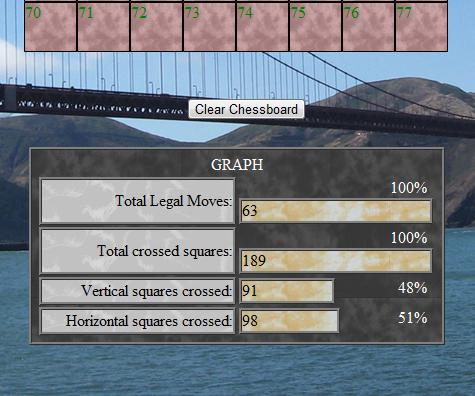 70 71 72 73 74 75 76 77
Clear Chessboard
GRAPH
100%
Total Legal Moves: 63
100%
Total crossed squares: 189
Vertical squares crossed: 91 48%
Horizontal squares crossed: 98 51%